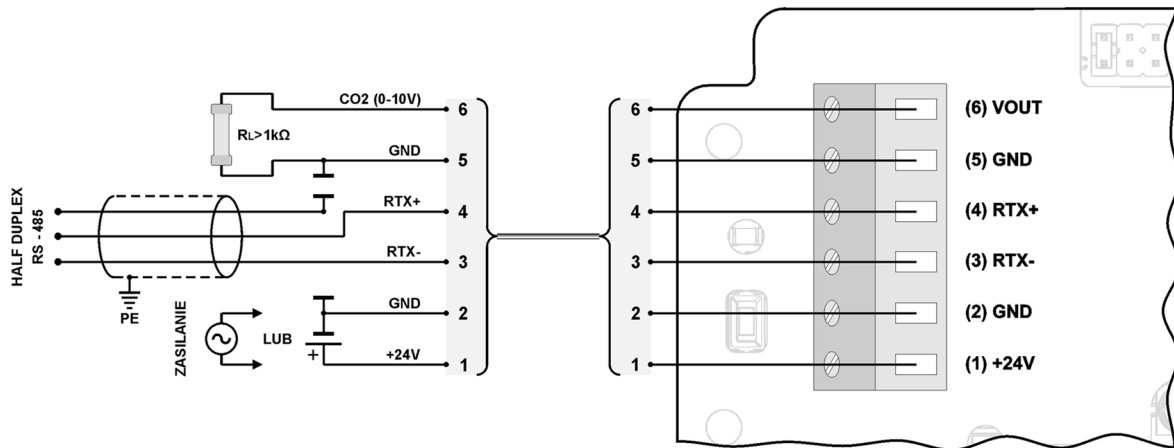 CO2 (0-10V)
6
RL>1kΩ
GND
5
HALF DUPLEX
RS - 485
RTX+
4
RTX-
3
PE
ZASILANIE
LUB
GND
2
+
+24V
1
6
5
4
3
2
1
(6) VOUT
(5) GND
(4) RTX+
(3) RTX-
(2) GND
(1) +24V